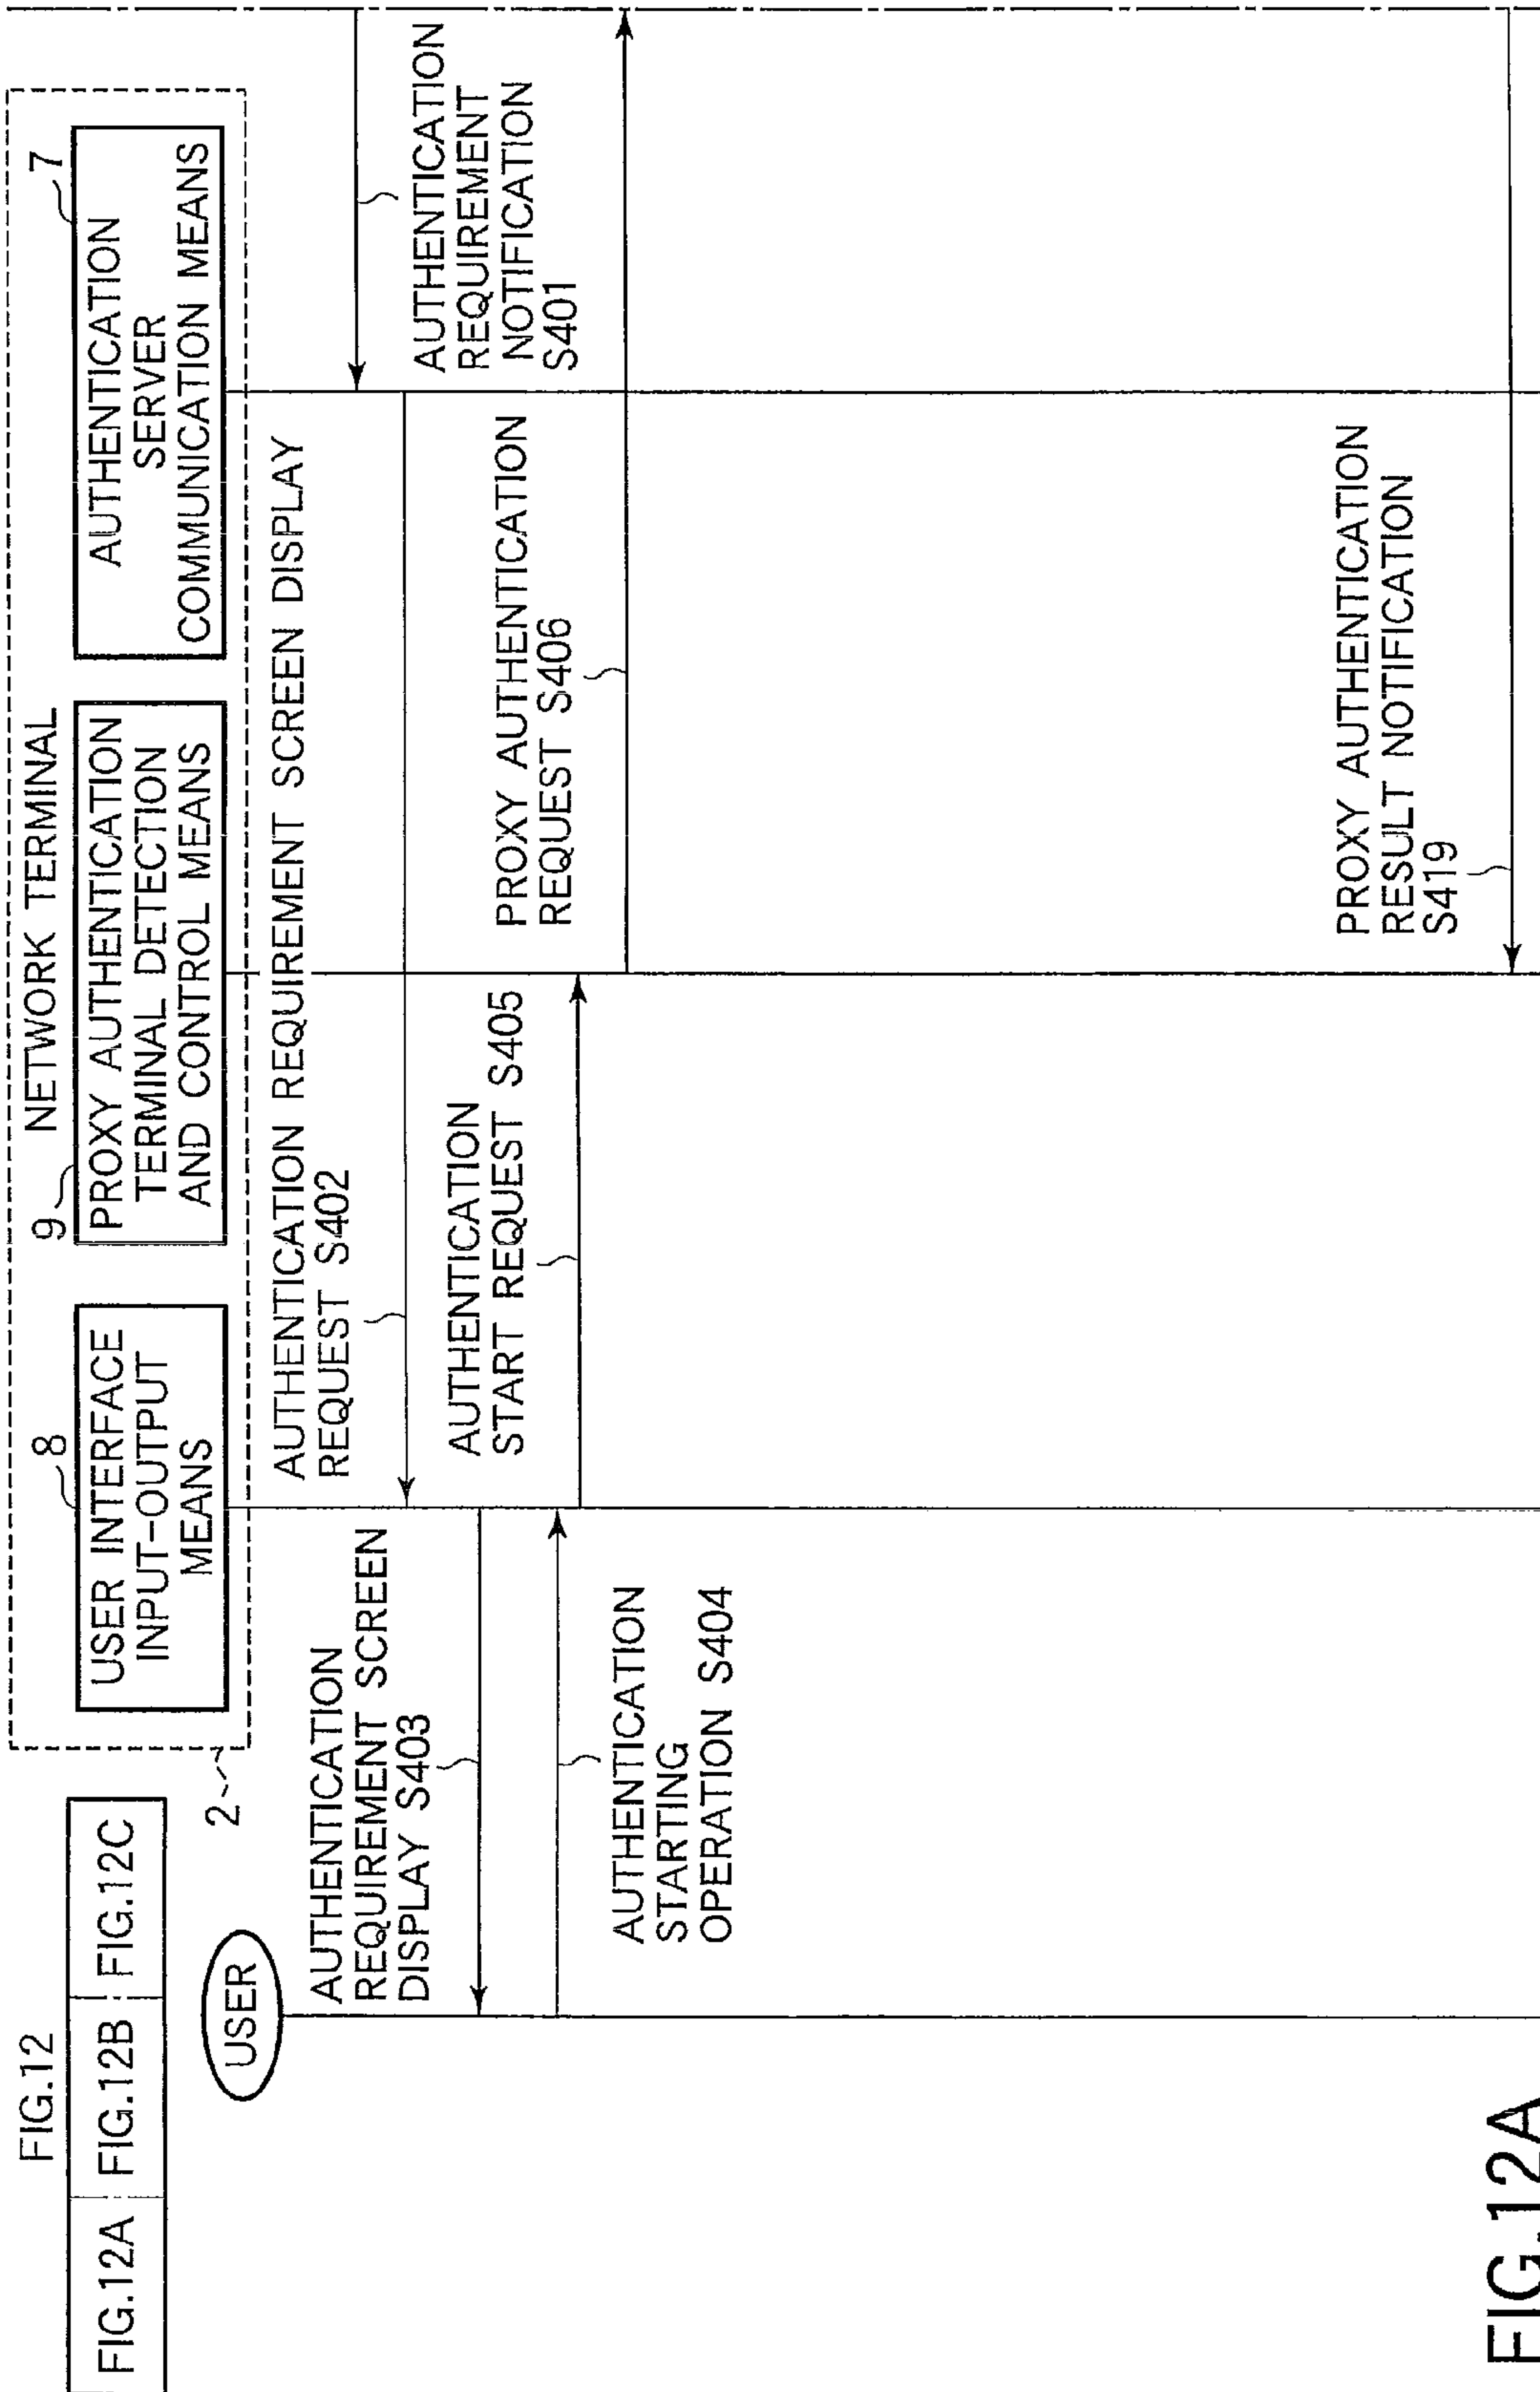 FIG.12
FIG.12A FIG.12B FIG.12C
USER
2
NETWORK TERMINAL
8
USER INTERFACE
INPUT-OUTPUT
MEANS
9
PROXY AUTHENTICATION
TERMINAL DETECTION
AND CONTROL MEANS
7
AUTHENTICATION
SERVER
COMMUNICATION MEANS
AUTHENTICATION
REQUIREMENT
NOTIFICATION
S401
AUTHENTICATION REQUIREMENT SCREEN DISPLAY
REQUEST S402
AUTHENTICATION
REQUIREMENT SCREEN
DISPLAY S403
AUTHENTICATION
STARTING
OPERATION S404
AUTHENTICATION
START REQUEST S405
PROXY AUTHENTICATION
REQUEST S406
PROXY AUTHENTICATION
RESULT NOTIFICATION
S419
FIG.12A